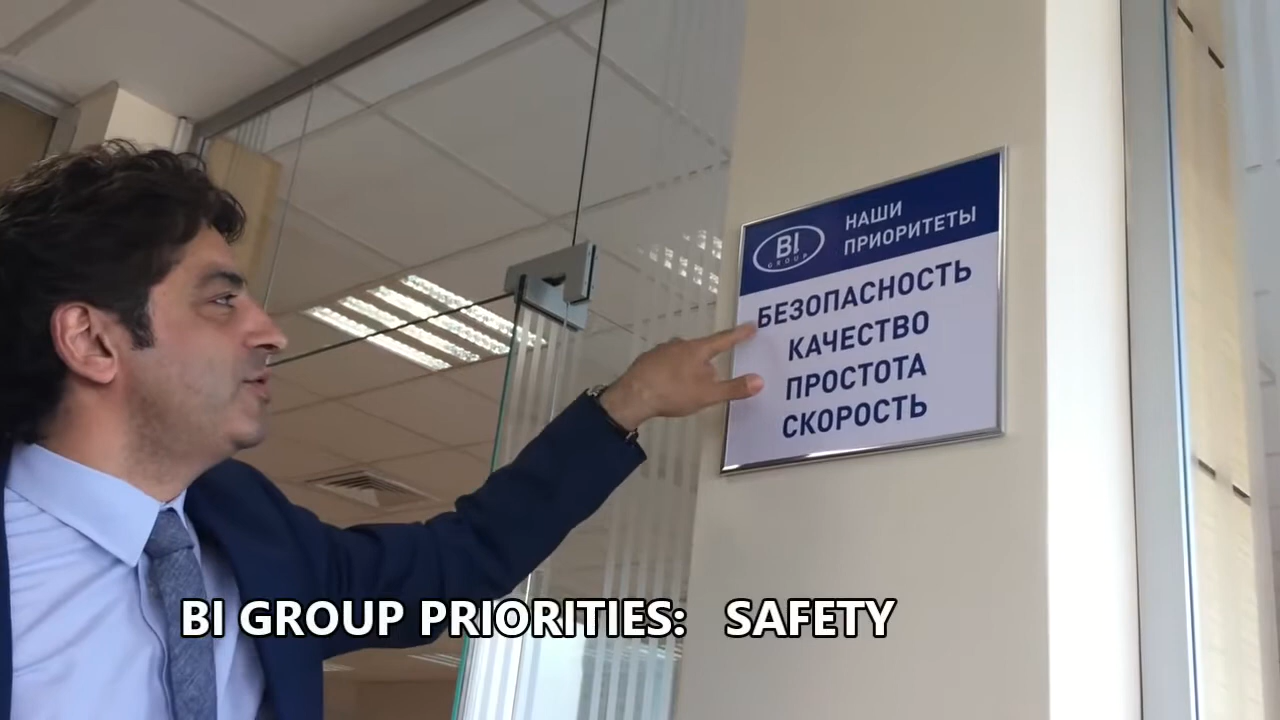 BI
GROUP
НАШИ
ПРИОРИТЕТЫ
БЕЗОПАСНОСТЬ
КАЧЕСТВО
ПРОСТОТА
СКОРОСТЬ
BI GROUP PRIORITIES: SAFETY